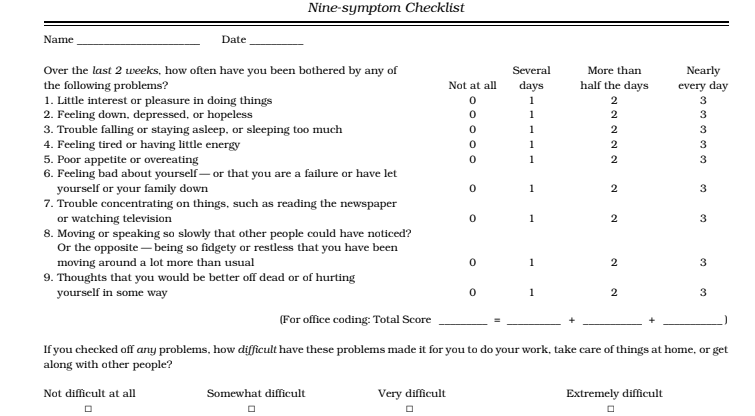 Nine-symptom Checklist
Name ______________________ Date __________
Over the last 2 weeks, how often have you been bothered by any of
the following problems? Not at all Several days More than half the days Nearly every day
1. Little interest or pleasure in doing things 0 1 2 3
2. Feeling down, depressed, or hopeless 0 1 2 3
3. Trouble falling or staying asleep, or sleeping too much 0 1 2 3
4. Feeling tired or having little energy 0 1 2 3
5. Poor appetite or overeating 0 1 2 3
6. Feeling bad about yourself — or that you are a failure or have let
yourself or your family down 0 1 2 3
7. Trouble concentrating on things, such as reading the newspaper
or watching television 0 1 2 3
8. Moving or speaking so slowly that other people could have noticed?
Or the opposite — being so fidgety or restless that you have been
moving around a lot more than usual 0 1 2 3
9. Thoughts that you would be better off dead or of hurting
yourself in some way 0 1 2 3
(For office coding: Total Score ________ = _________ + __________ + __________ )
If you checked off any problems, how difficult have these problems made it for you to do your work, take care of things at home, or get
along with other people?
Not difficult at all Somewhat difficult Very difficult Extremely difficult
□ □ □ □